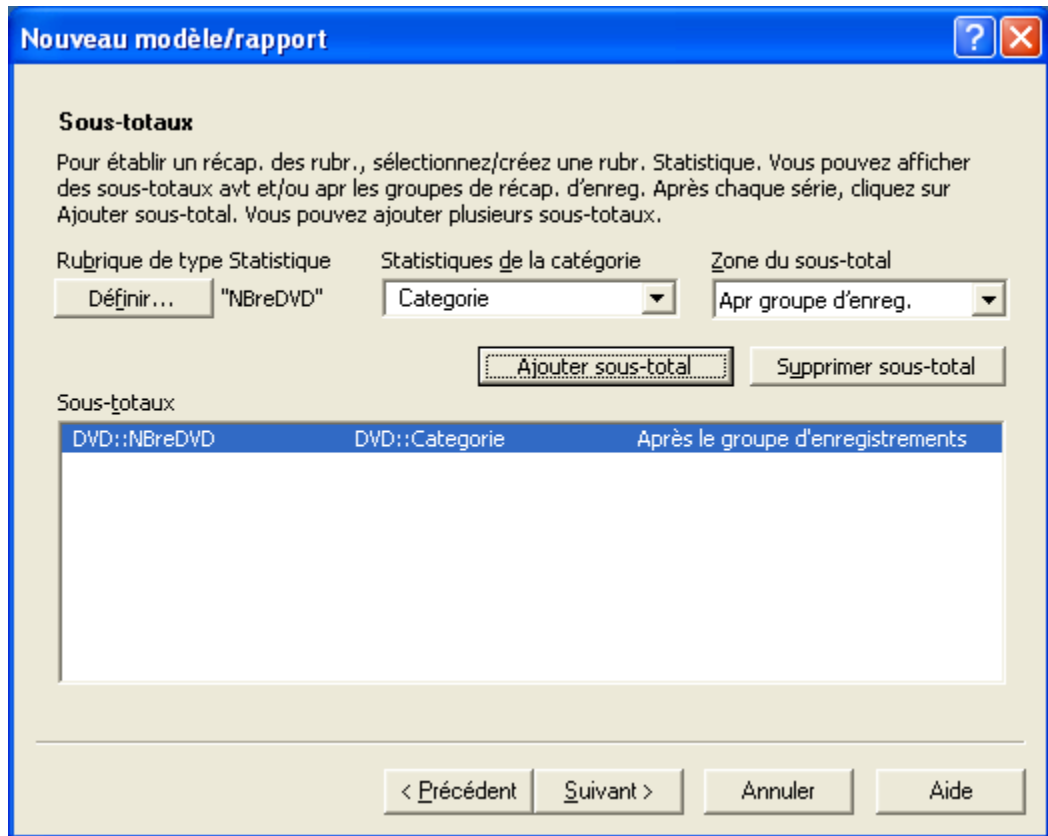 Nouveau modèle/rapport
Sous-totaux
Pour établir un récap. des rubr., sélectionnez/créez une rubr. Statistique. Vous pouvez afficher
des sous-totaux avt et/ou apr les groupes de récap. d'enreg. Après chaque série, cliquez sur
Ajouter sous-total. Vous pouvez ajouter plusieurs sous-totaux.
Rubrique de type Statistique Statistiques de la catégorie Zone du sous-total
Définir... "NBreDVD" Categorie Apr groupe d'enreg.
Ajouter sous-total Supprimer sous-total
Sous-totaux
DVD::NBreDVD DVD::Categorie Après le groupe d'enregistrements
< Précédent Suivant > Annuler Aide